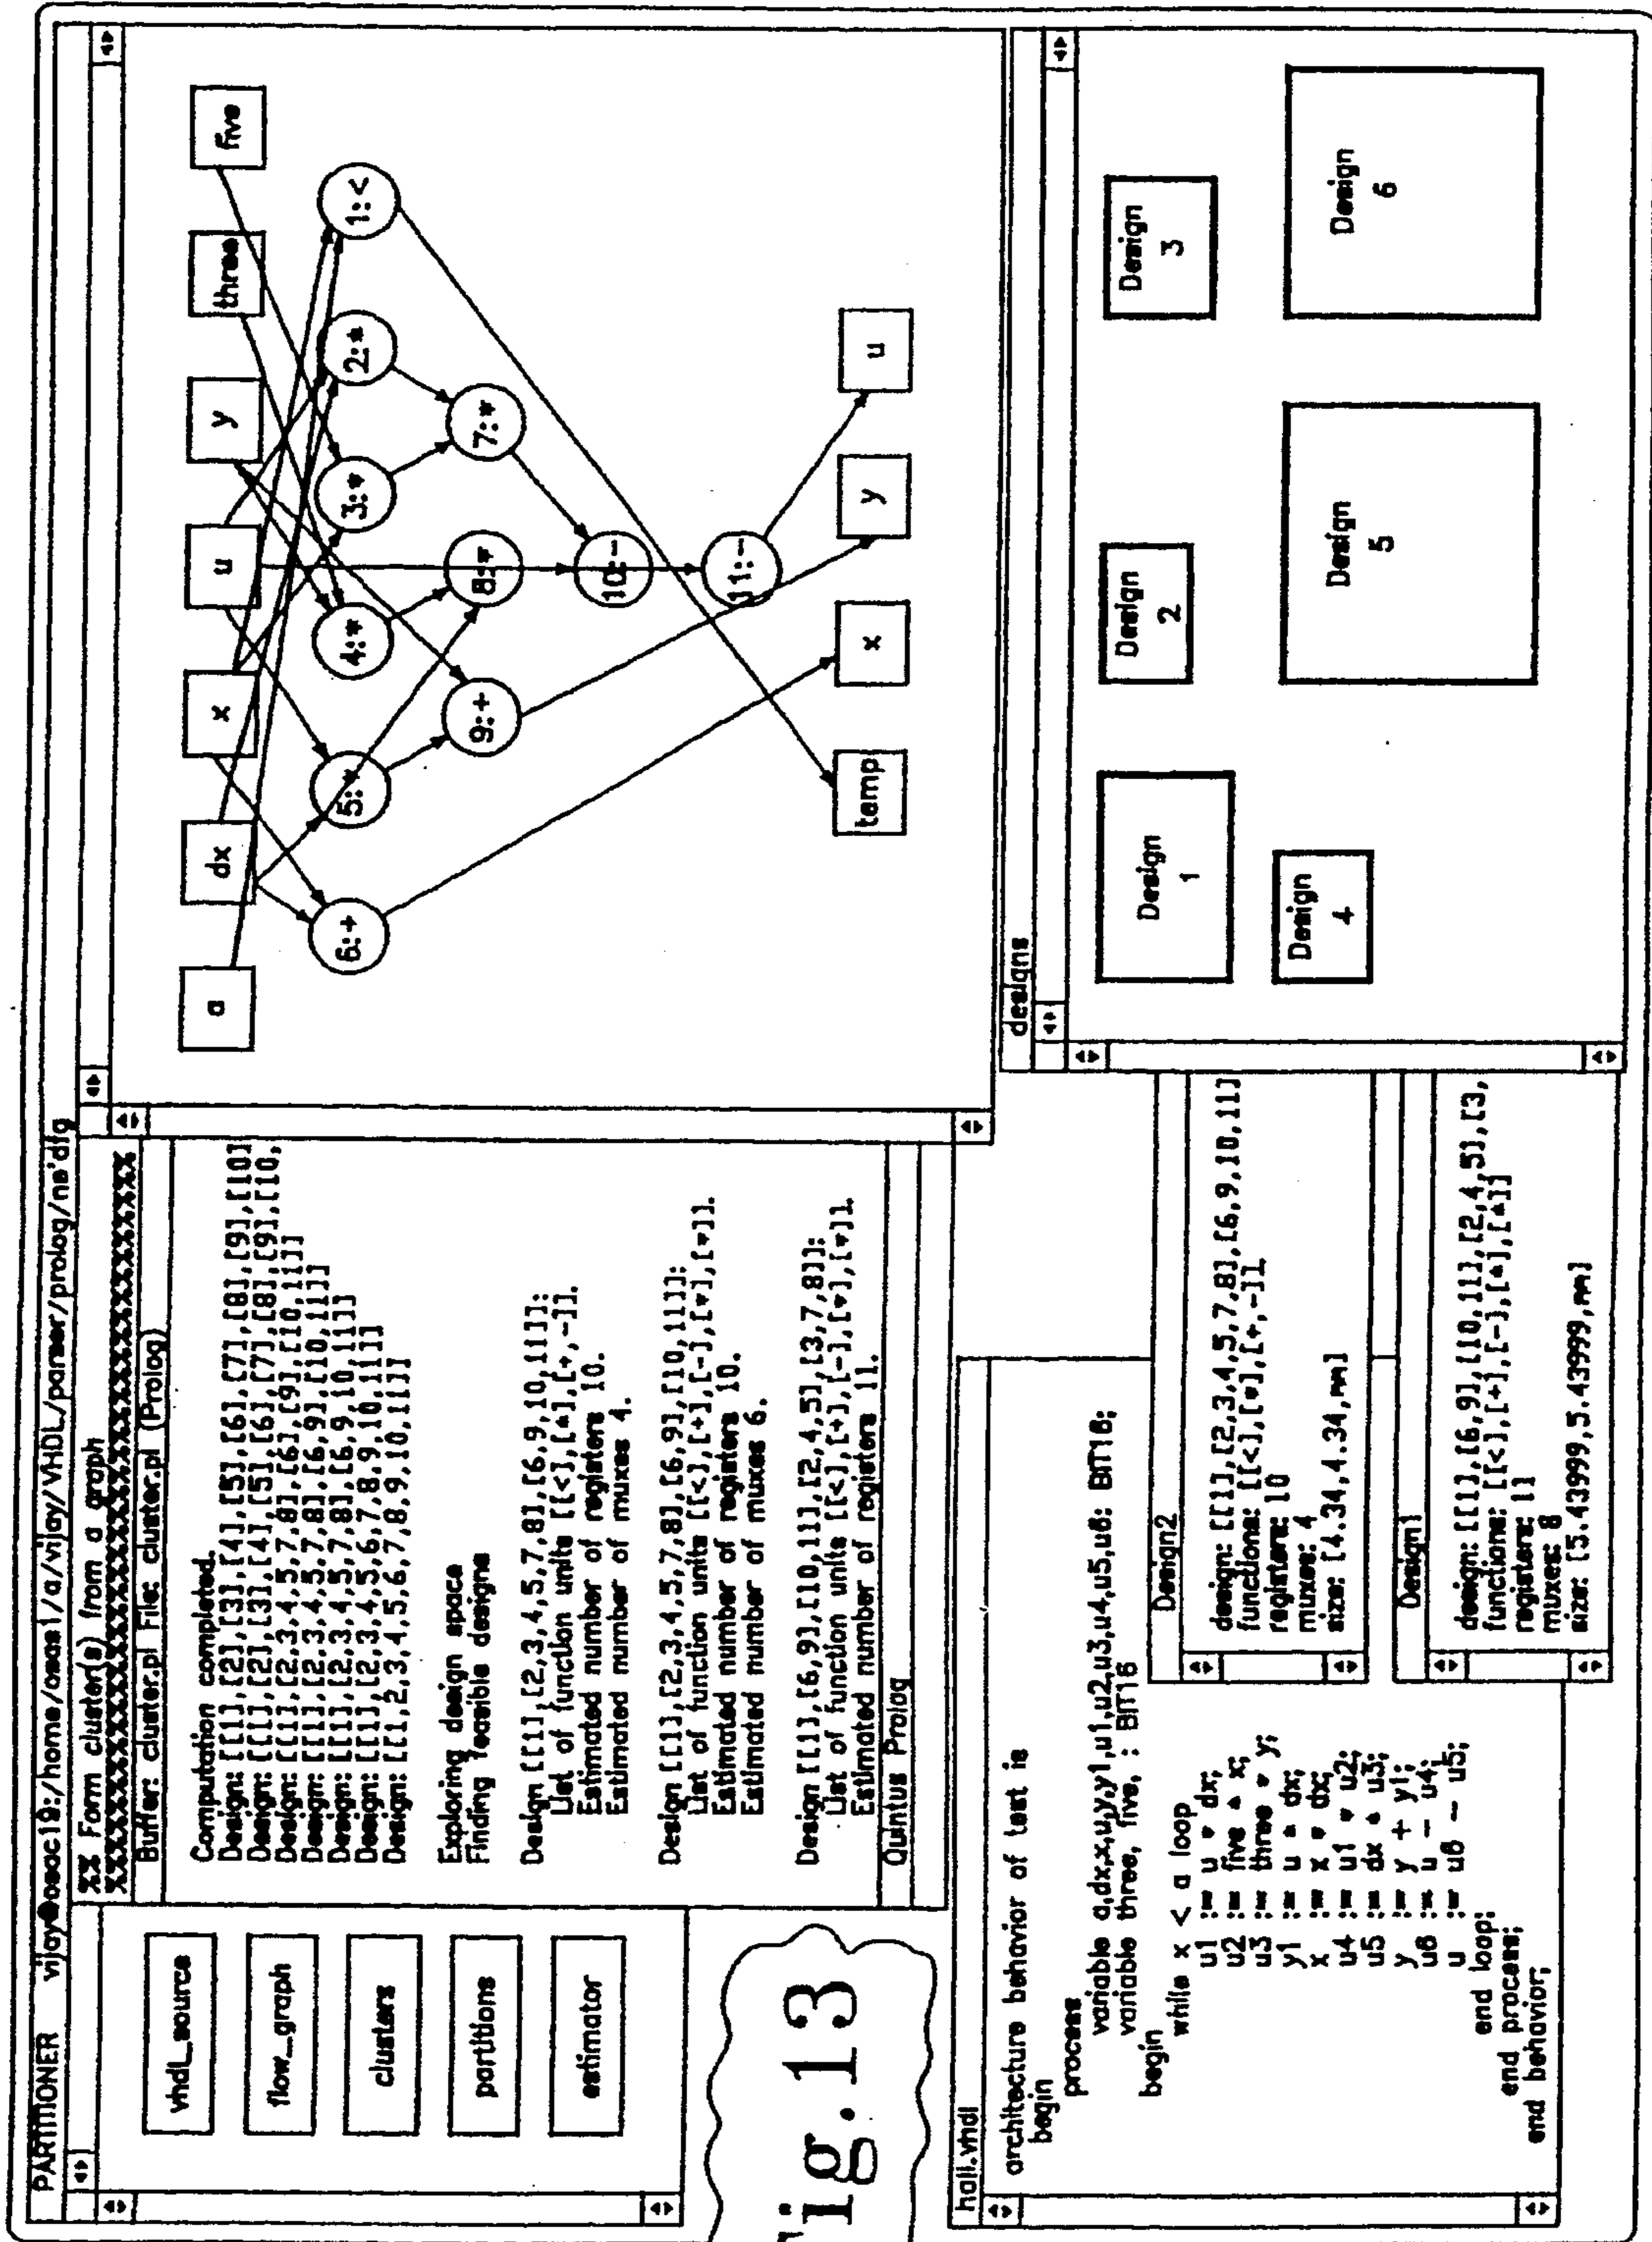 PARTITIONER vijay@osac19:/home/osas1/a/vijay/VHDL/parser/prolog/ns'dfg
vhdl_source
flow_graph
clusters
partitions
estimator
%% Form cluster(s) from a graph
%%%%%%%%%%%%%%%%%%%%%%%%%%%%%%
Buffer: cluster.pl File: cluster.pl (Prolog)
Computation completed.
Design: [[1],[2],[3],[4],[5],[6],[7],[8],[9],[10]
Design: [[1],[2],[3],[4],[5],[6],[7],[8],[9],[10,
Design: [[1],[2,3,4,5,7,8],[6],[9],[10,11]]
Design: [[1],[2,3,4,5,7,8],[6,9],[10,11]]
Design: [[1],[2,3,4,5,7,8],[6,9,10,11]]
Design: [[1],[2,3,4,5,6,7,8,9,10,11]]
Design: [[1,2,3,4,5,6,7,8,9,10,11]]
Exploring design space
Finding feasible designs
Design [[1],[2,3,4,5,7,8],[6,9,10,11]]:
List of function units [[<],[*],[+,-]].
Estimated number of registers 10.
Estimated number of muxes 4.
Design [[1],[2,3,4,5,7,8],[6,9],[10,11]]:
List of function units [[<],[+],[-],[*]].
Estimated number of registers 10.
Estimated number of muxes 6.
Design [[1],[6,9],[10,11],[2,4,5],[3,7,8]]:
List of function units [[<],[+],[-],[*],[*]].
Estimated number of registers 11.
Quintus Prolog
a
dx
x
u
y
three
five
6:+
5:*
4:*
3:*
2:*
1:<
9:+
8:*
7:*
10:-
11:-
temp
x
y
u
Fig.13
hall.vhdl
architecture behavior of test is
begin
process
variable a,dx,x,u,y,y1,u1,u2,u3,u4,u5,u6: BIT16;
variable three, five, : BIT16
begin
while x < a loop
u1 := u * dx;
u2 := five * x;
u3 := three * y;
y1 := u * dx;
x := x * dx;
u4 := u1 * u2;
u5 := dx * u3;
y := y + y1;
u6 := u - u4;
u := u6 - u5;
end loop;
end process;
end behavior;
Design2
design: [[1],[2,3,4,5,7,8],[6,9,10,11]
functions: [[<],[*],[+,-]]
registers: 10
muxes: 4
size: [4.34,4.34,mm]
Design1
design: [[1],[6,9],[10,11],[2,4,5],[3,
functions: [[<],[+],[-],[*],[*]]
registers: 11
muxes: 8
size: [5.43999,5.43999,mm]
designs
Design
1
Design
2
Design
3
Design
4
Design
5
Design
6